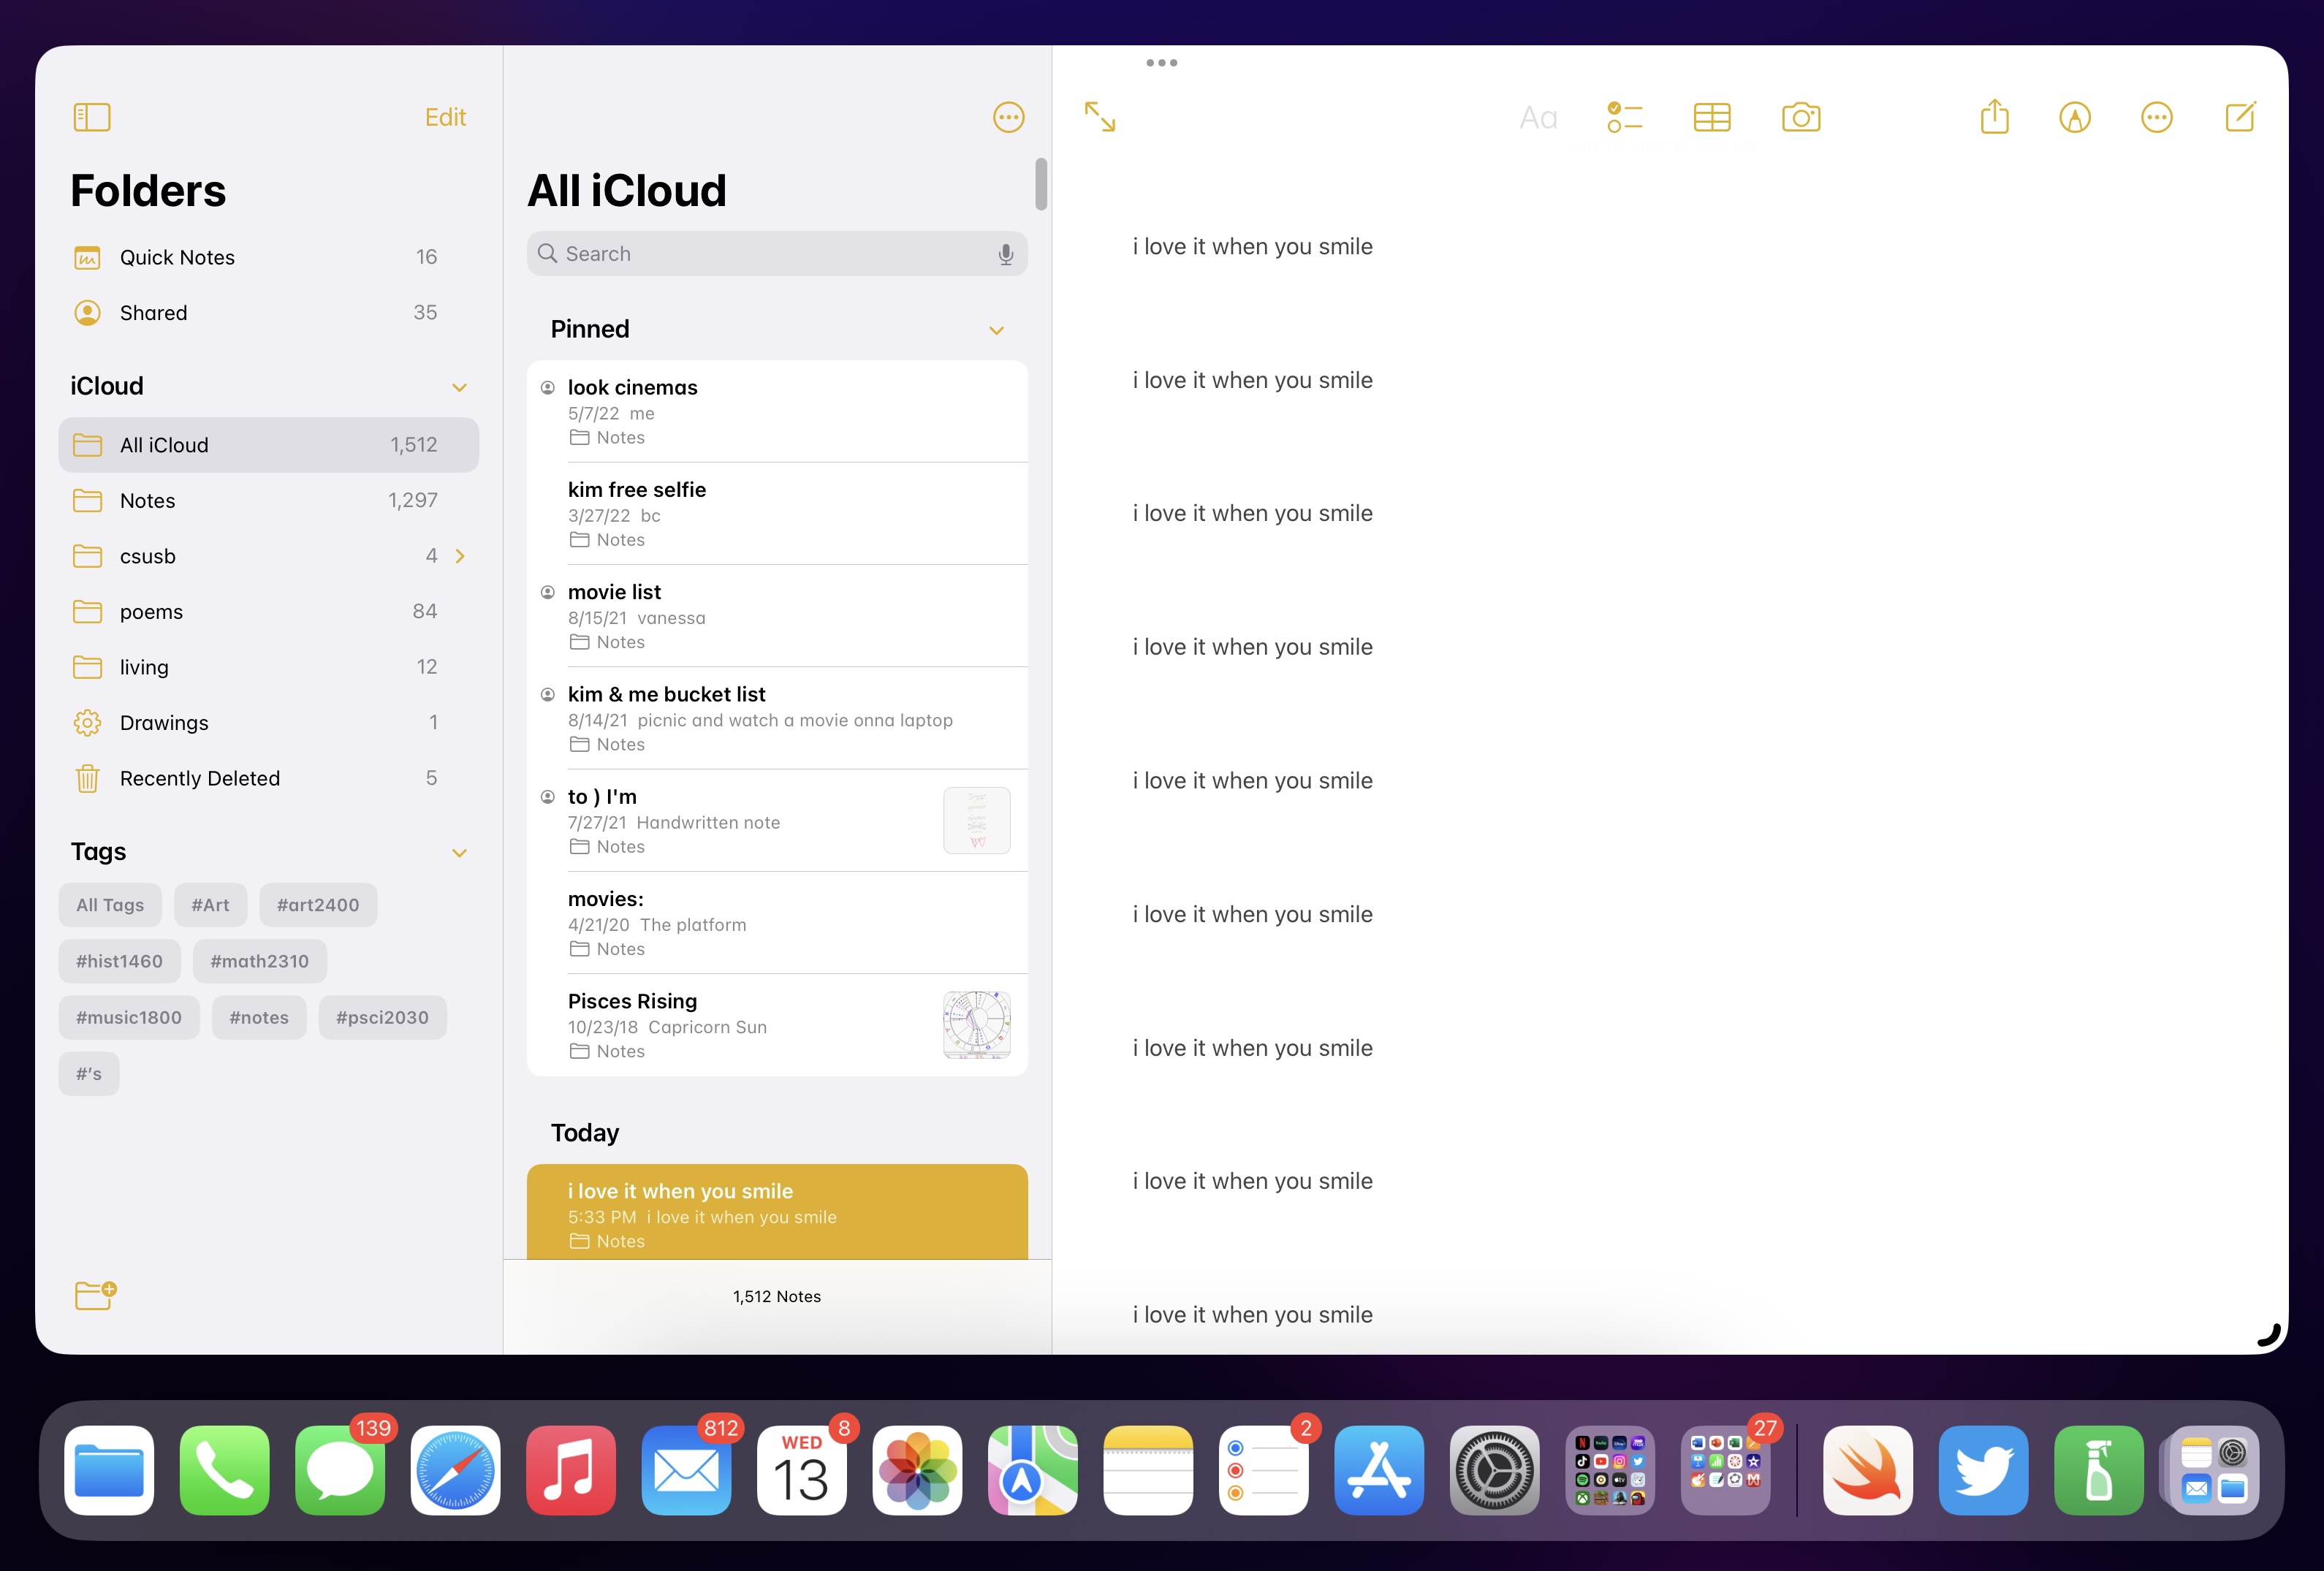 Edit
Folders
Quick Notes 16
Shared 35
iCloud
All iCloud 1,512
Notes 1,297
csusb 4
poems 84
living 12
Drawings 1
Recently Deleted 5
Tags
All Tags #Art #art2400
#hist1460 #math2310
#music1800 #notes #psci2030
#'s
All iCloud
Search
Pinned
look cinemas
5/7/22 me
Notes
kim free selfie
3/27/22 bc
Notes
movie list
8/15/21 vanessa
Notes
kim & me bucket list
8/14/21 picnic and watch a movie onna laptop
Notes
to ) I'm
7/27/21 Handwritten note
Notes
movies:
4/21/20 The platform
Notes
Pisces Rising
10/23/18 Capricorn Sun
Notes
Today
i love it when you smile
5:33 PM i love it when you smile
Notes
1,512 Notes
Aa
i love it when you smile
i love it when you smile
i love it when you smile
i love it when you smile
i love it when you smile
i love it when you smile
i love it when you smile
i love it when you smile
i love it when you smile
139
812
WED 8
13
2
27